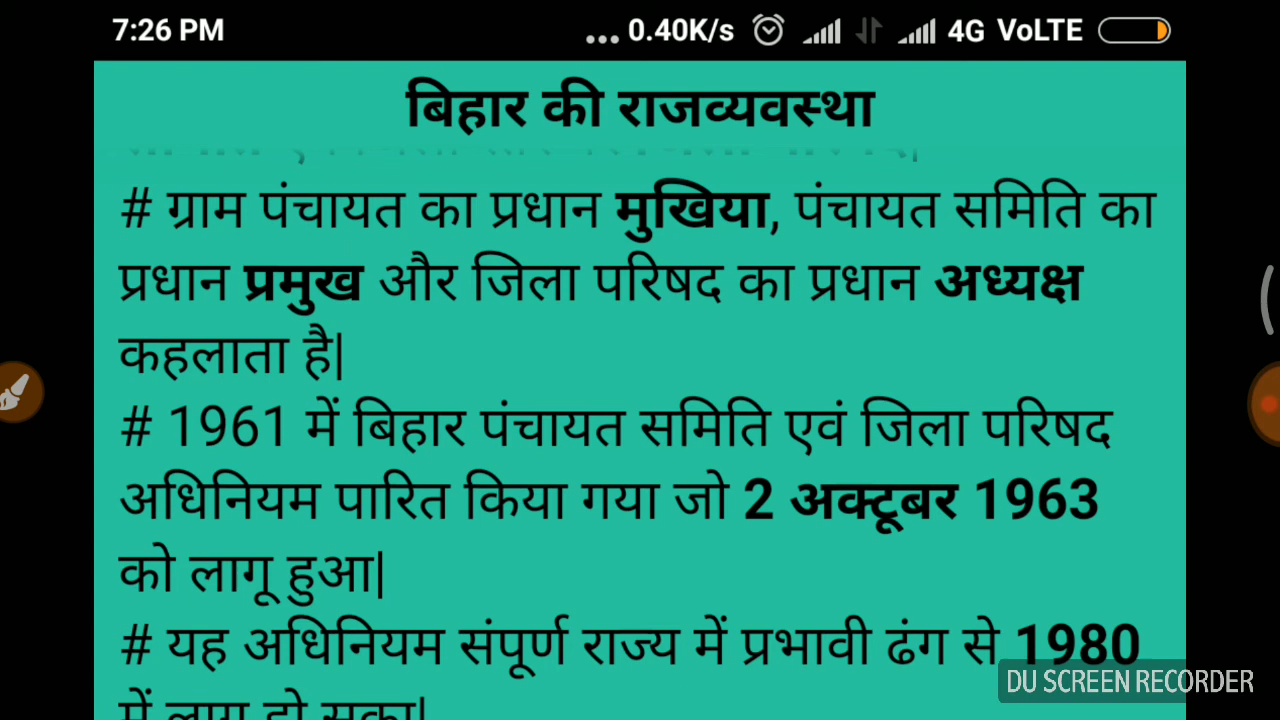 7:26 PM
... 0.40K/s 4G VoLTE
बिहार की राजव्यवस्था
# ग्राम पंचायत का प्रधान मुखिया, पंचायत समिति का
प्रधान प्रमुख और जिला परिषद का प्रधान अध्यक्ष
कहलाता है|
# 1961 में बिहार पंचायत समिति एवं जिला परिषद
अधिनियम पारित किया गया जो 2 अक्टूबर 1963
को लागू हुआ|
# यह अधिनियम संपूर्ण राज्य में प्रभावी ढंग से 1980
में लागू हो सका|
DU SCREEN RECORDER